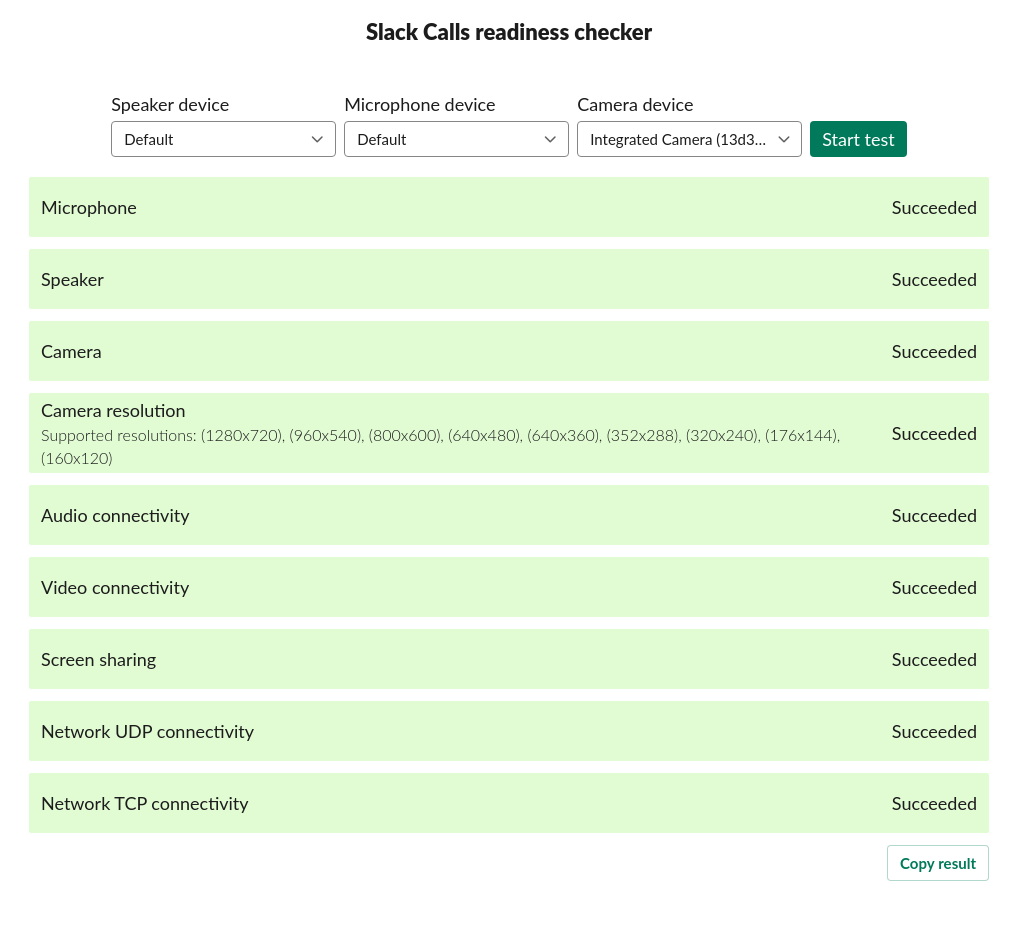 Slack Calls readiness checker
Speaker device
Microphone device
Camera device
Default
Default
Integrated Camera (13d3...
Start test
Microphone
Succeeded
Speaker
Succeeded
Camera
Succeeded
Camera resolution
Supported resolutions: (1280x720), (960x540), (800x600), (640x480), (640x360), (352x288), (320x240), (176x144),
(160x120)
Succeeded
Audio connectivity
Succeeded
Video connectivity
Succeeded
Screen sharing
Succeeded
Network UDP connectivity
Succeeded
Network TCP connectivity
Succeeded
Copy result